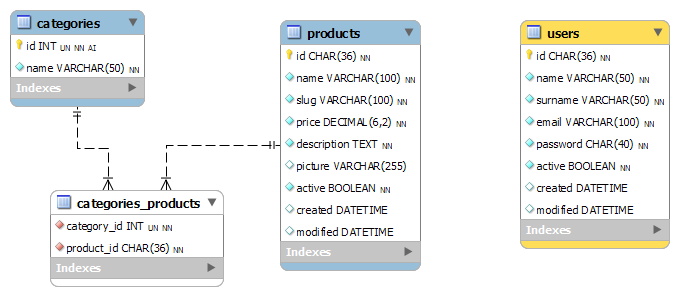 categories
id INT UN NN AI
name VARCHAR(50) NN
Indexes
categories_products
category_id INT UN NN
product_id CHAR(36) NN
Indexes
products
id CHAR(36) NN
name VARCHAR(100) NN
slug VARCHAR(100) NN
price DECIMAL(6,2) NN
description TEXT NN
picture VARCHAR(255)
active BOOLEAN NN
created DATETIME
modified DATETIME
Indexes
users
id CHAR(36) NN
name VARCHAR(50) NN
surname VARCHAR(50) NN
email VARCHAR(100) NN
password CHAR(40) NN
active BOOLEAN NN
created DATETIME
modified DATETIME
Indexes